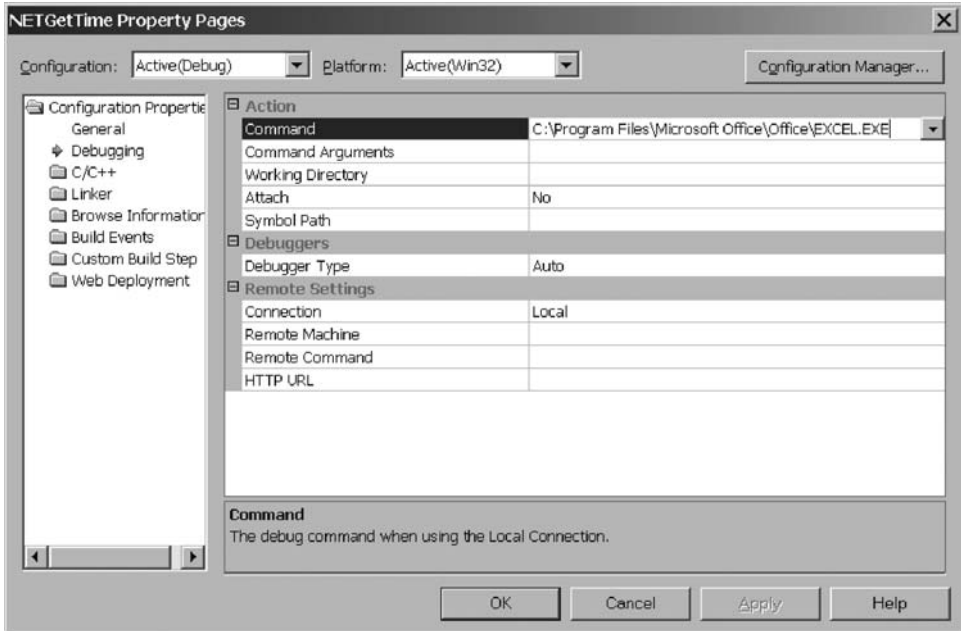 NETGetTime Property Pages
Configuration: Active(Debug) Platform: Active(Win32) Configuration Manager...
Configuration Propertie
General
Debugging
C/C++
Linker
Browse Information
Build Events
Custom Build Step
Web Deployment
Action
Command C:\Program Files\Microsoft Office\Office\EXCEL.EXE
Command Arguments
Working Directory
Attach No
Symbol Path
Debuggers
Debugger Type Auto
Remote Settings
Connection Local
Remote Machine
Remote Command
HTTP URL
Command
The debug command when using the Local Connection.
OK Cancel Apply Help